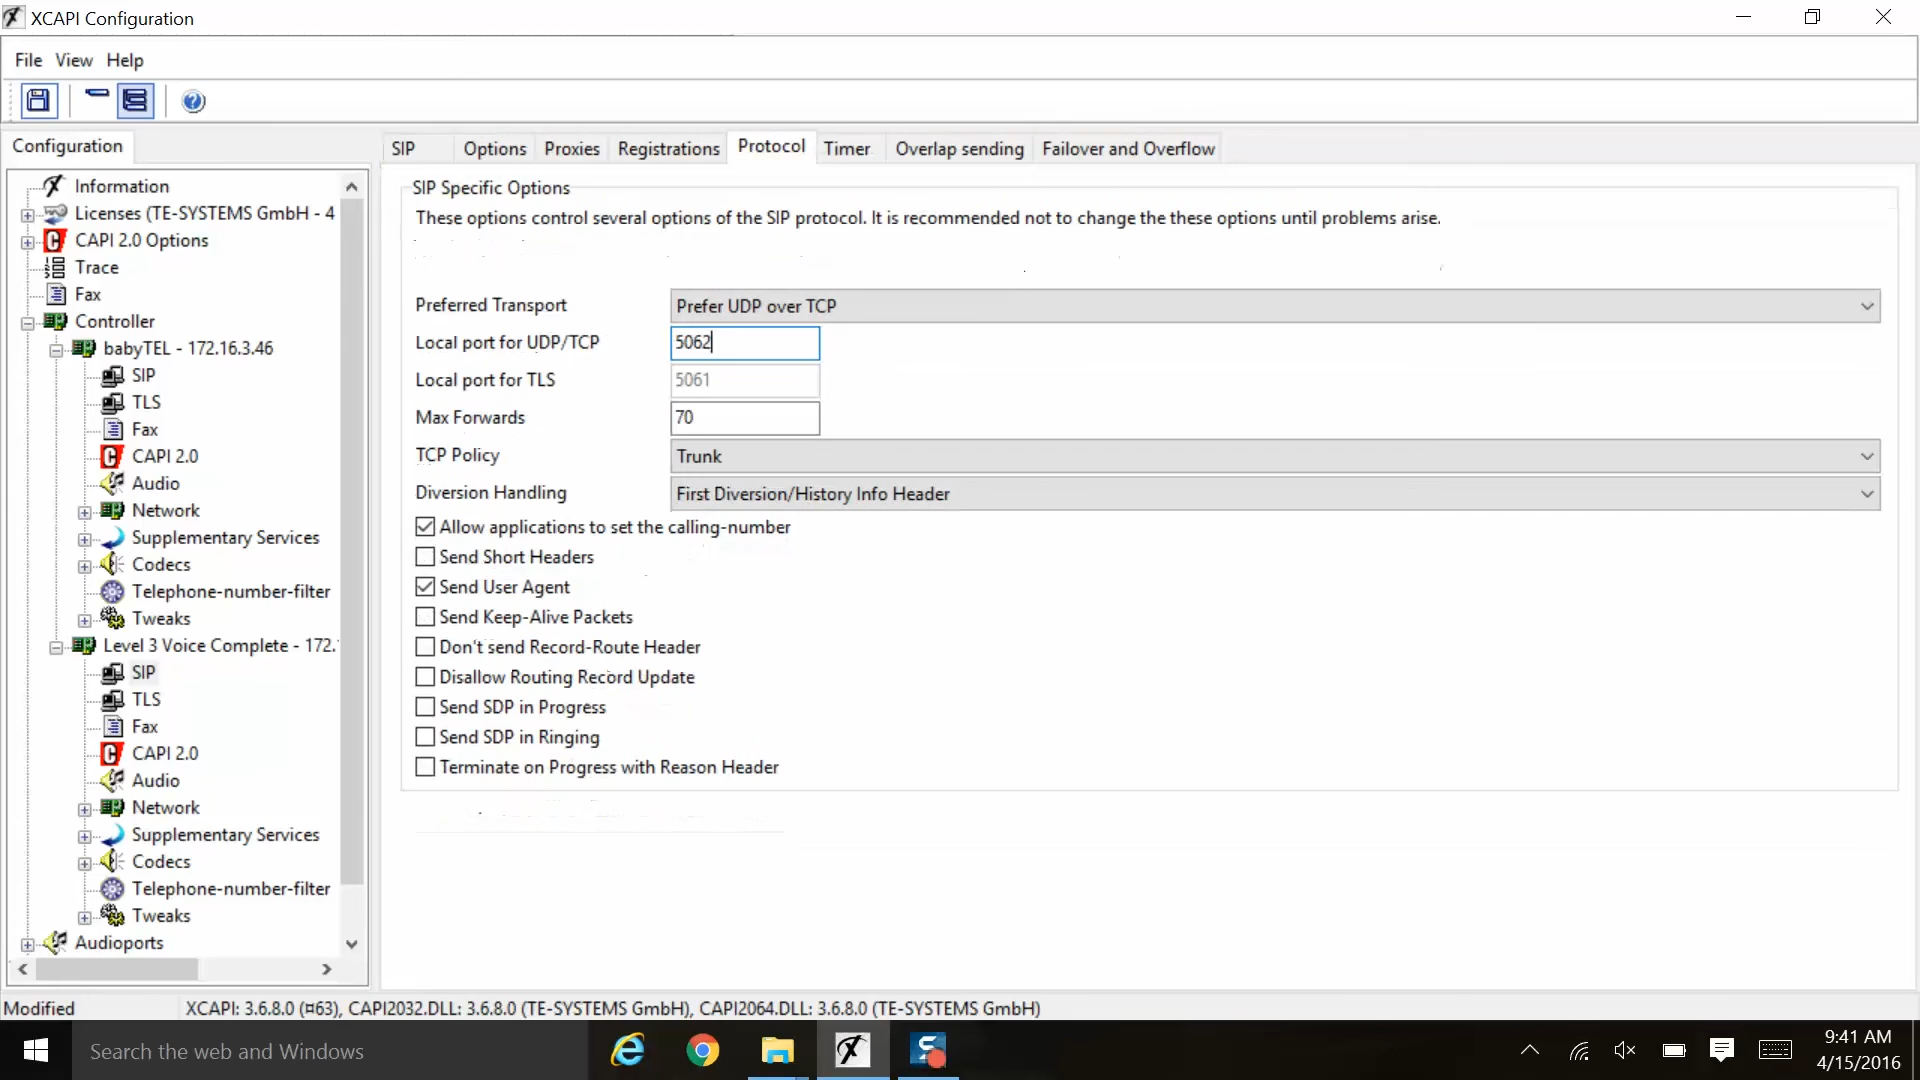 XCAPI Configuration
File View Help
Configuration
SIP Options Proxies Registrations Protocol Timer Overlap sending Failover and Overflow
Information
Licenses (TE-SYSTEMS GmbH - 4
CAPI 2.0 Options
Trace
Fax
Controller
babyTEL - 172.16.3.46
SIP
TLS
Fax
CAPI 2.0
Audio
Network
Supplementary Services
Codecs
Telephone-number-filter
Tweaks
Level 3 Voice Complete - 172.
SIP
TLS
Fax
CAPI 2.0
Audio
Network
Supplementary Services
Codecs
Telephone-number-filter
Tweaks
Audioports
SIP Specific Options
These options control several options of the SIP protocol. It is recommended not to change the these options until problems arise.
Preferred Transport Prefer UDP over TCP
Local port for UDP/TCP 5062
Local port for TLS 5061
Max Forwards 70
TCP Policy Trunk
Diversion Handling First Diversion/History Info Header
Allow applications to set the calling-number
Send Short Headers
Send User Agent
Send Keep-Alive Packets
Don't send Record-Route Header
Disallow Routing Record Update
Send SDP in Progress
Send SDP in Ringing
Terminate on Progress with Reason Header
Modified XCAPI: 3.6.8.0 (¤63), CAPI2032.DLL: 3.6.8.0 (TE-SYSTEMS GmbH), CAPI2064.DLL: 3.6.8.0 (TE-SYSTEMS GmbH)
Search the web and Windows
9:41 AM
4/15/2016